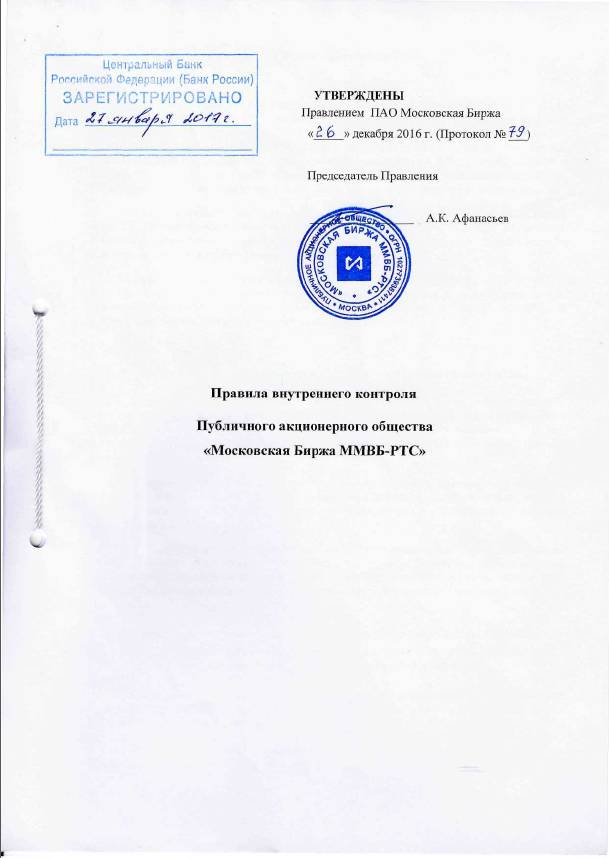 Центральный Банк
Российской Федерации (Банк России)
ЗАРЕГИСТРИРОВАНО
Дата 27 января 2017 г.
УТВЕРЖДЕНЫ
Правлением ПАО Московская Биржа
«26» декабря 2016 г. (Протокол № 79)
Председатель Правления
А.К. Афанасьев
ПУБЛИЧНОЕ АКЦИОНЕРНОЕ ОБЩЕСТВО • ОГРН 1027739387411 • МОСКВА •
«МОСКОВСКАЯ БИРЖА ММВБ-РТС»
Правила внутреннего контроля
Публичного акционерного общества
«Московская Биржа ММВБ-РТС»